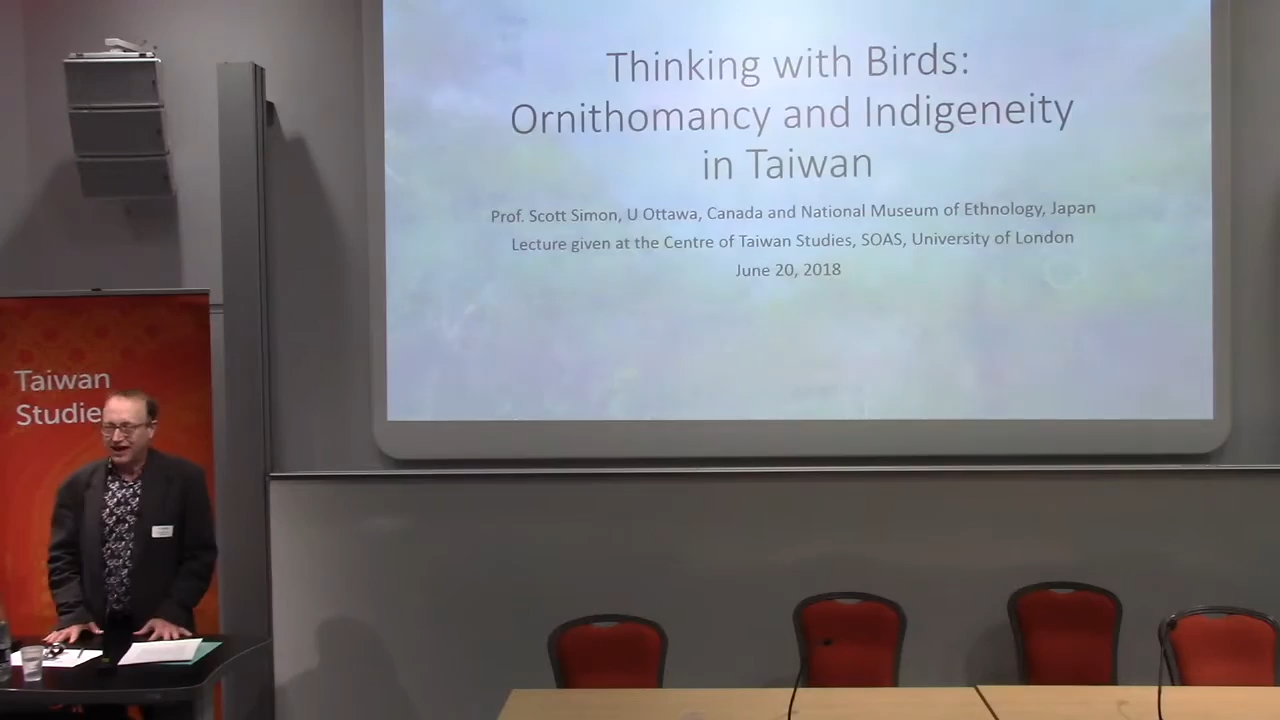 Thinking with Birds:
Ornithomancy and Indigeneity
in Taiwan
Prof. Scott Simon, U Ottawa, Canada and National Museum of Ethnology, Japan
Lecture given at the Centre of Taiwan Studies, SOAS, University of London
June 20, 2018
Taiwan
Studie